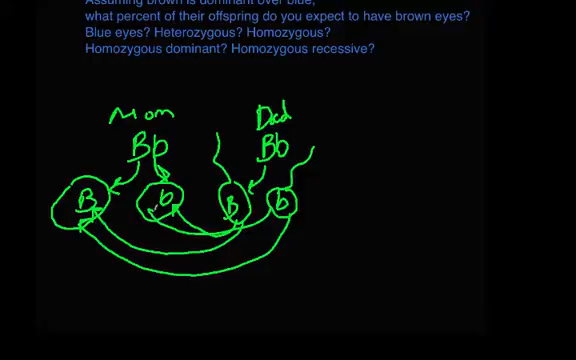 Assuming brown is dominant over blue,
what percent of their offspring do you expect to have brown eyes?
Blue eyes? Heterozygous? Homozygous?
Homozygous dominant? Homozygous recessive?
Mom Dad
Bb Bb
B b B b